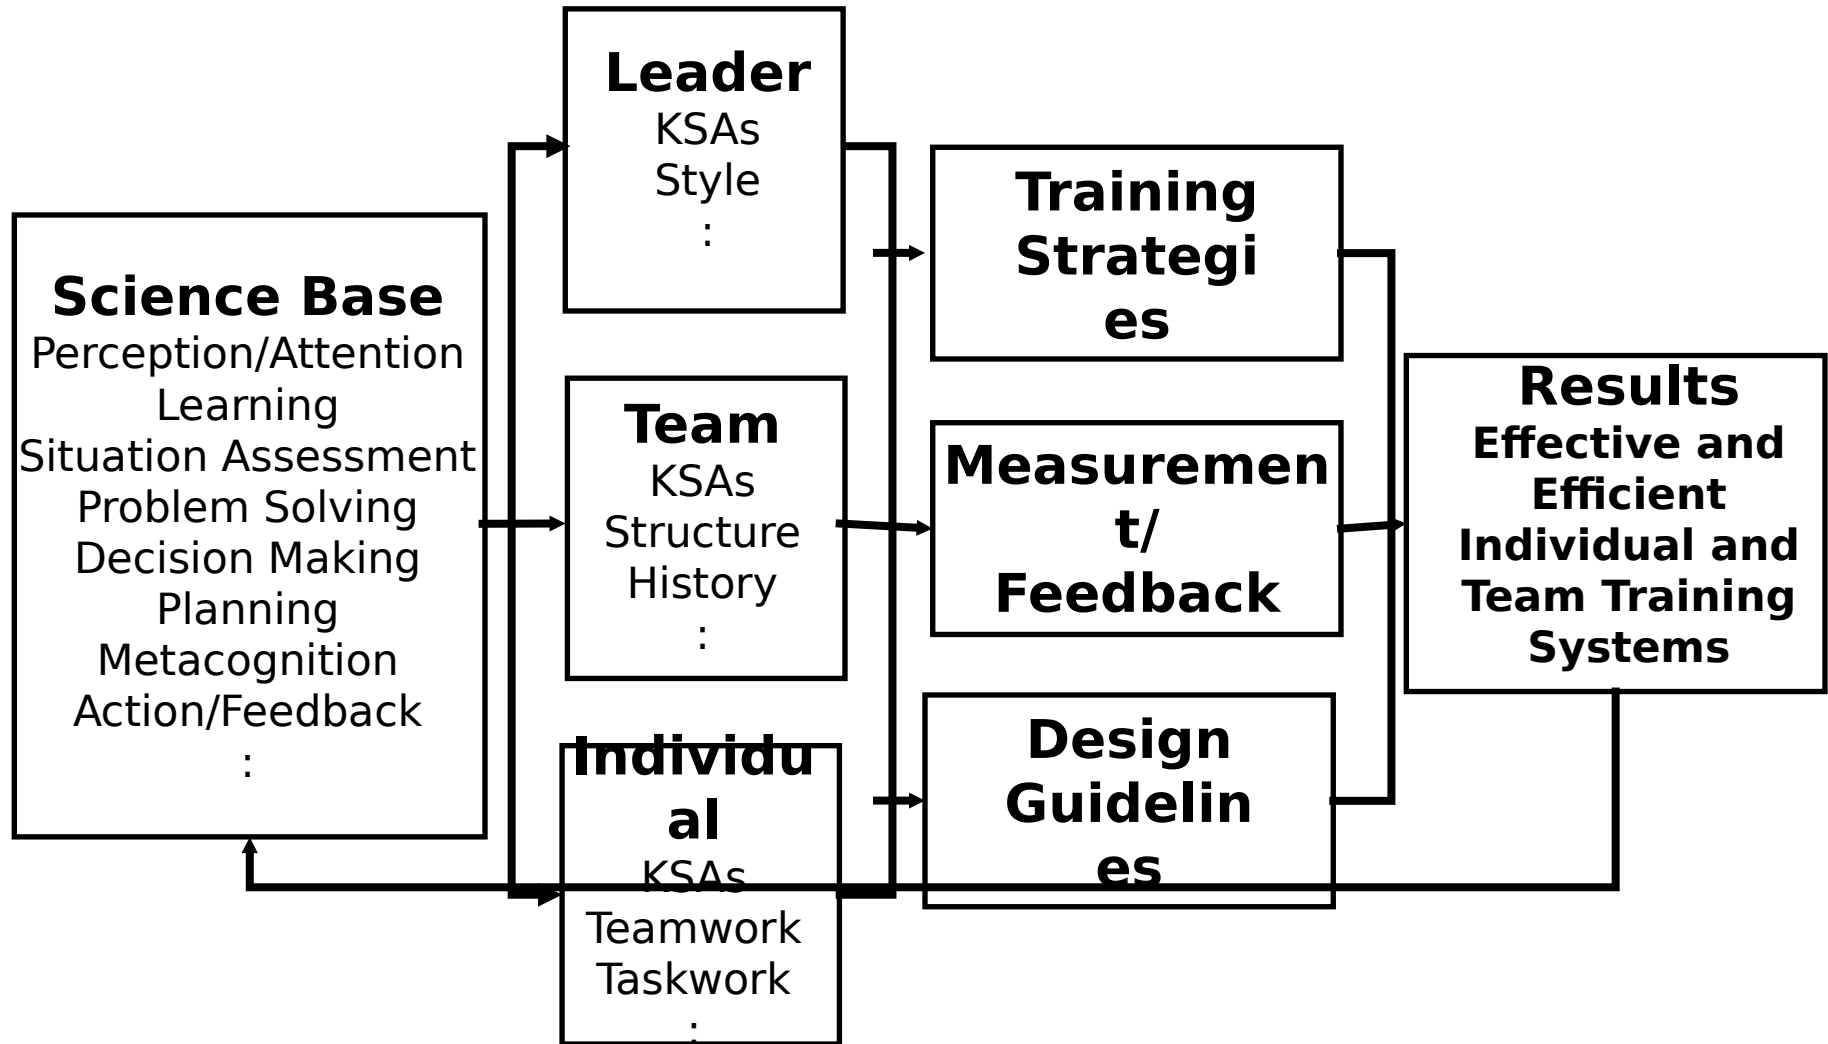 Science Base
Perception/Attention
Learning
Situation Assessment
Problem Solving
Decision Making
Planning
Metacognition
Action/Feedback
:
Leader
KSAs
Style
:
Team
KSAs
Structure
History
:
Individu
al
KSAs
Teamwork
Taskwork
:
Training
Strategi
es
Measuremen
t/
Feedback
Design
Guidelin
es
Results
Effective and
Efficient
Individual and
Team Training
Systems